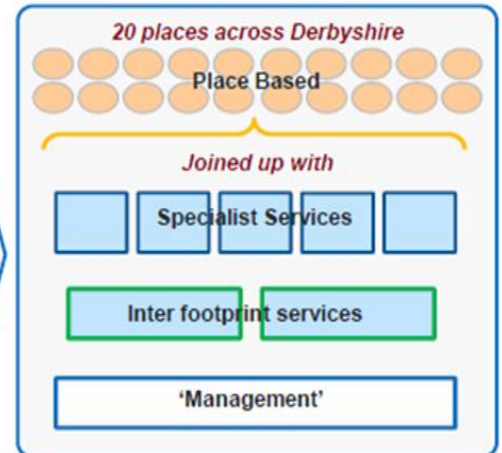 20 places across Derbyshire
Place Based
Joined up with
Specialist Services
Inter footprint services
‘Management’